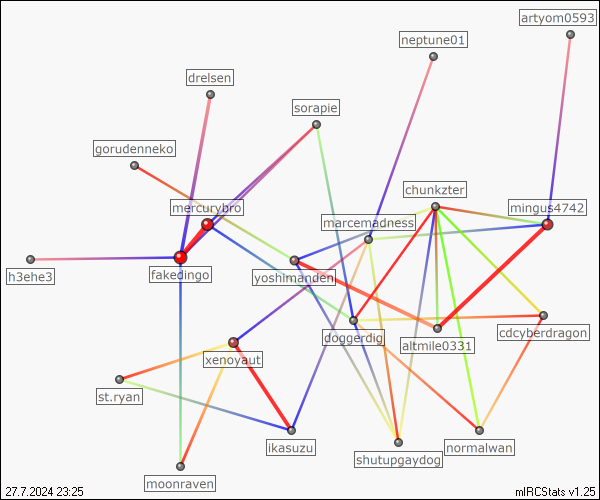 artyom0593
neptune01
drelsen
sorapie
gorudenneko
chunkzter
mercurybro
mingus4742
marcemadness
h3ehe3
fakedingo
yoshmanden
doggerdig
altmile0331
cdcyberdragon
xenoyaut
st.ryan
ikasuzu
normalwan
shutupgaydog
moonraven
27.7.2024 23:25
mIRCStats v1.25